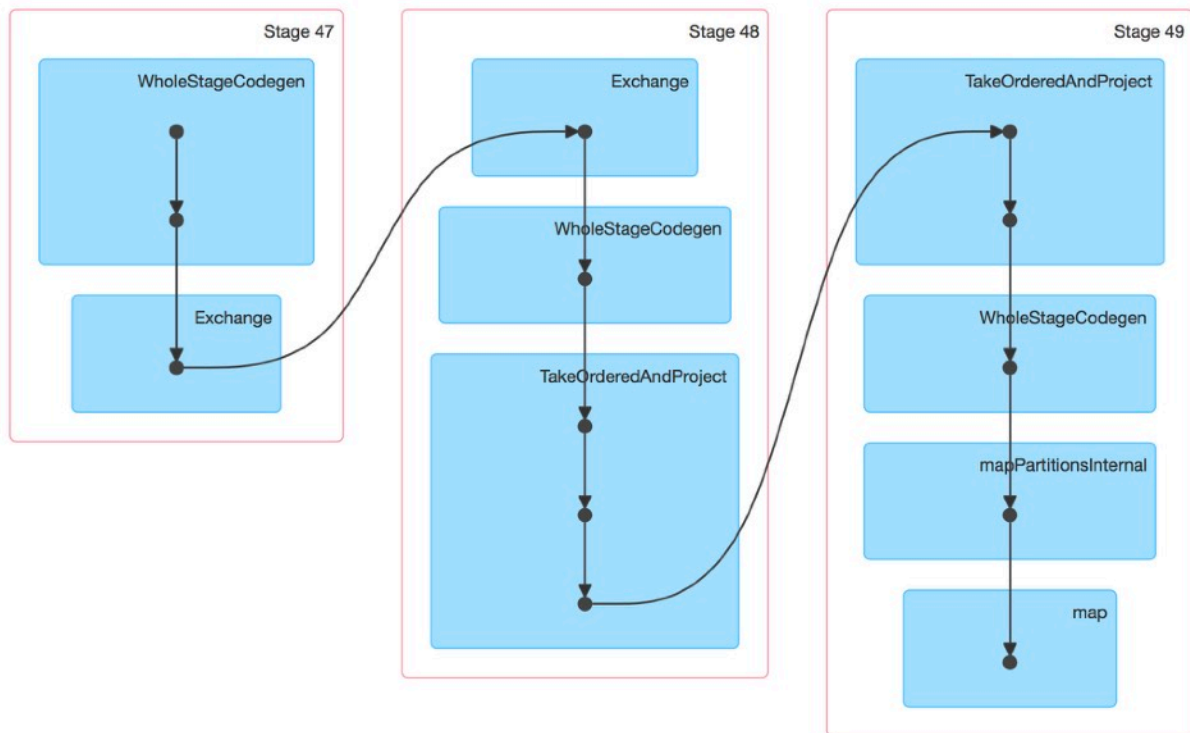 Stage 47
WholeStageCodegen
Exchange
Stage 48
Exchange
WholeStageCodegen
TakeOrderedAndProject
Stage 49
TakeOrderedAndProject
WholeStageCodegen
mapPartitionsInternal
map